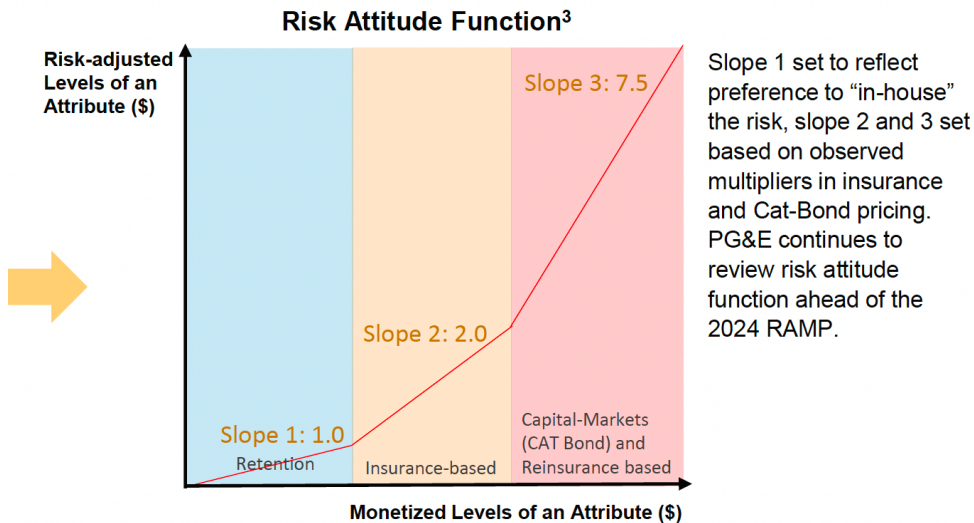 Risk Attitude Function³
Risk-adjusted
Levels of an
Attribute ($)
Slope 3: 7.5
Slope 2: 2.0
Slope 1: 1.0
Retention
Insurance-based
Capital-Markets
(CAT Bond) and
Reinsurance based
Monetized Levels of an Attribute ($)
Slope 1 set to reflect
preference to “in-house”
the risk, slope 2 and 3 set
based on observed
multipliers in insurance
and Cat-Bond pricing.
PG&E continues to
review risk attitude
function ahead of the
2024 RAMP.